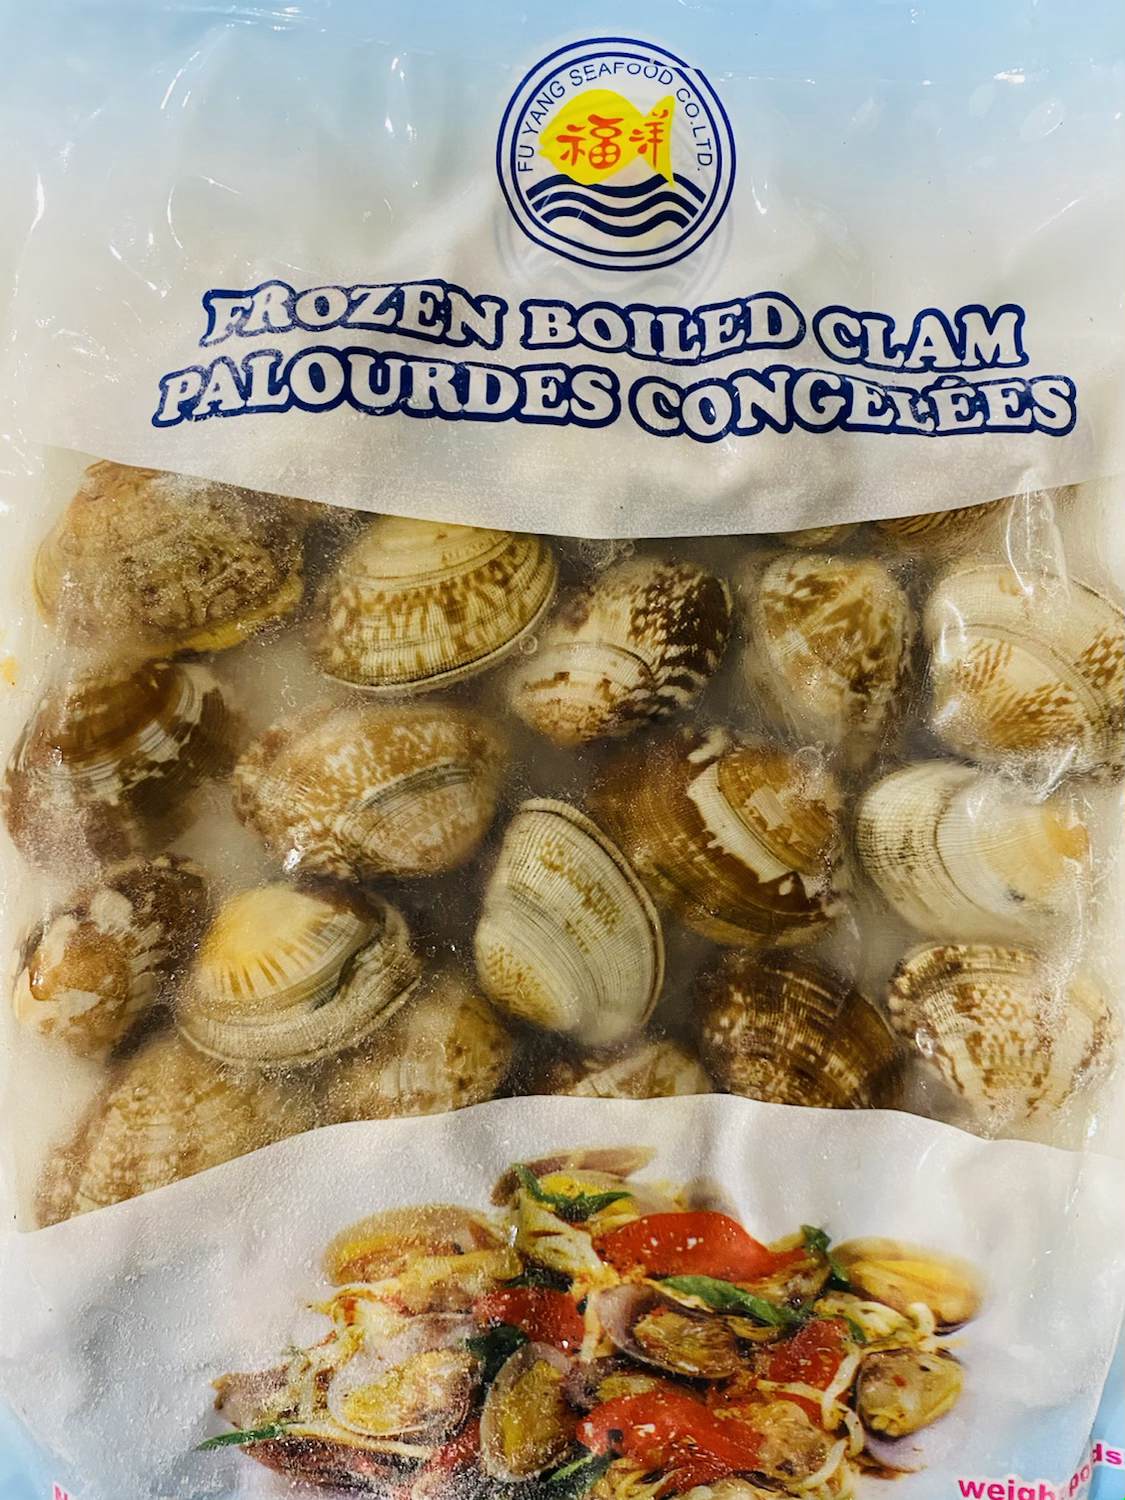 FU YANG SEAFOOD CO.LTD.
福洋
FROZEN BOILED CLAM
PALOURDES CONGELÉES